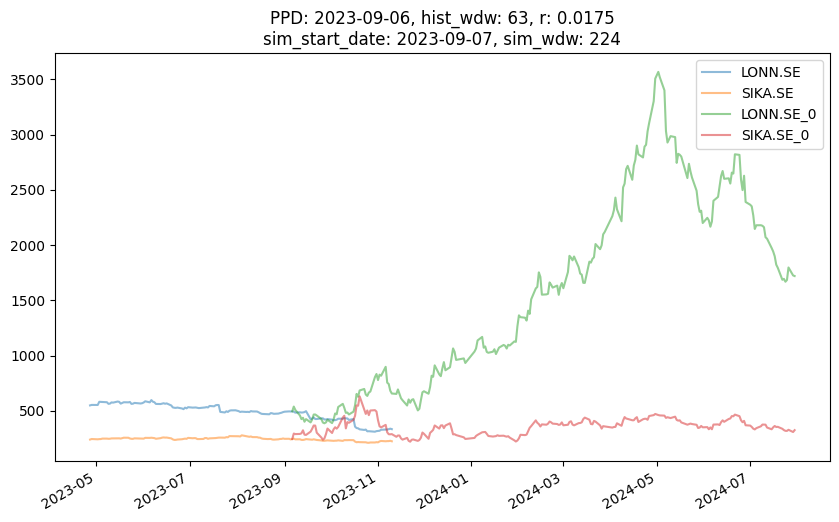 PPD: 2023-09-06, hist_wdw: 63, r: 0.0175
sim_start_date: 2023-09-07, sim_wdw: 224
LONN.SE
SIKA.SE
LONN.SE_0
SIKA.SE_0
3500
3000
2500
2000
1500
1000
500
2023-05
2023-07
2023-09
2023-11
2024-01
2024-03
2024-05
2024-07